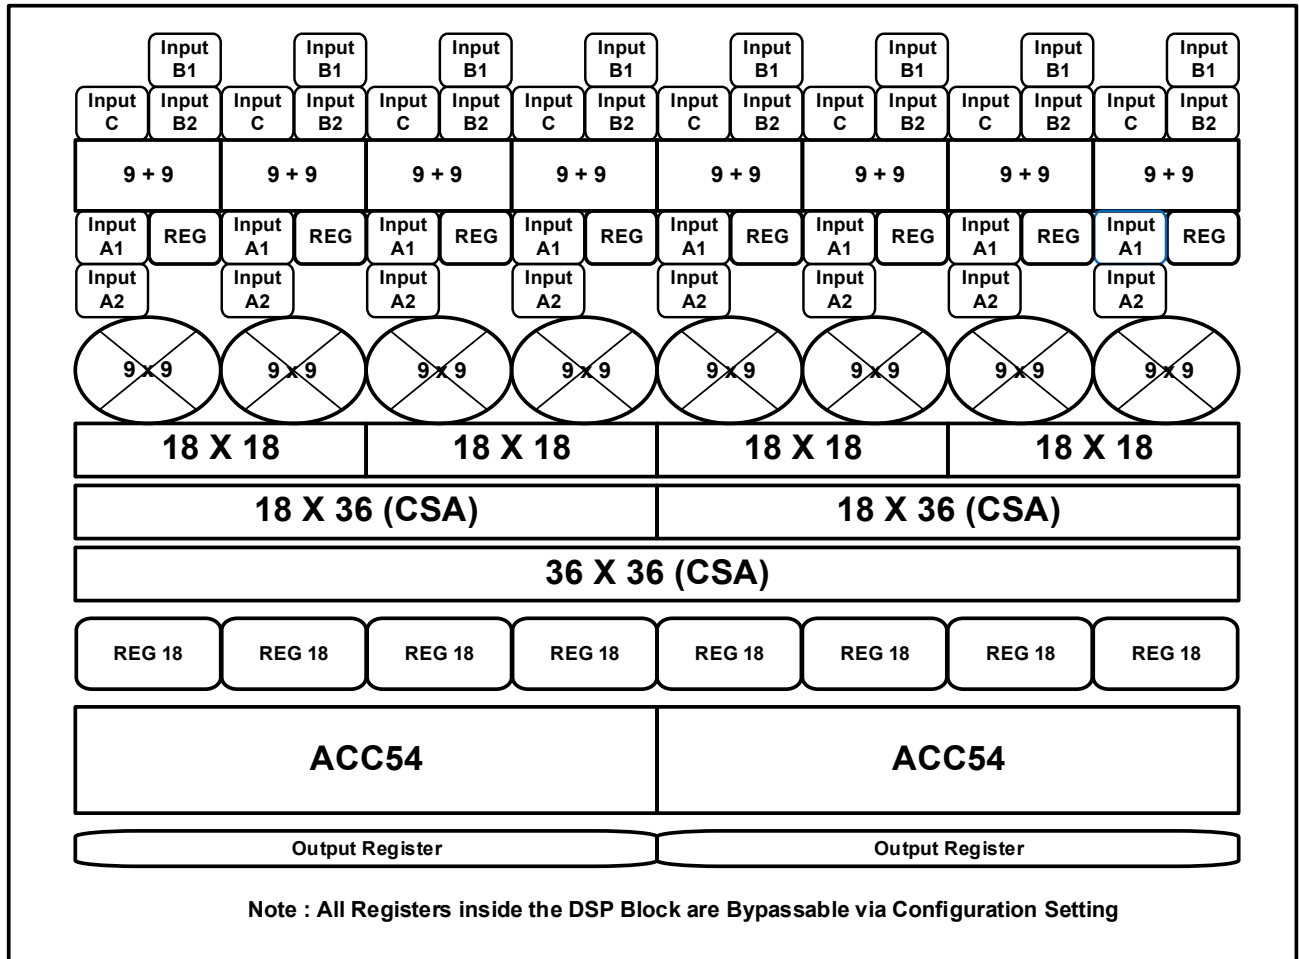 Input B1 Input B1 Input B1 Input B1 Input B1 Input B1 Input B1 Input B1
Input C Input B2 Input C Input B2 Input C Input B2 Input C Input B2 Input C Input B2 Input C Input B2 Input C Input B2 Input C Input B2
9 + 9 9 + 9 9 + 9 9 + 9 9 + 9 9 + 9 9 + 9 9 + 9
Input A1 REG Input A1 REG Input A1 REG Input A1 REG Input A1 REG Input A1 REG Input A1 REG Input A1 REG
Input A2 Input A2 Input A2 Input A2 Input A2 Input A2 Input A2 Input A2
9 x 9 9 x 9 9 x 9 9 x 9 9 x 9 9 x 9 9 x 9 9 x 9
18 X 18 18 X 18 18 X 18 18 X 18
18 X 36 (CSA) 18 X 36 (CSA)
36 X 36 (CSA)
REG 18 REG 18 REG 18 REG 18 REG 18 REG 18 REG 18 REG 18
ACC54 ACC54
Output Register Output Register
Note : All Registers inside the DSP Block are Bypassable via Configuration Setting